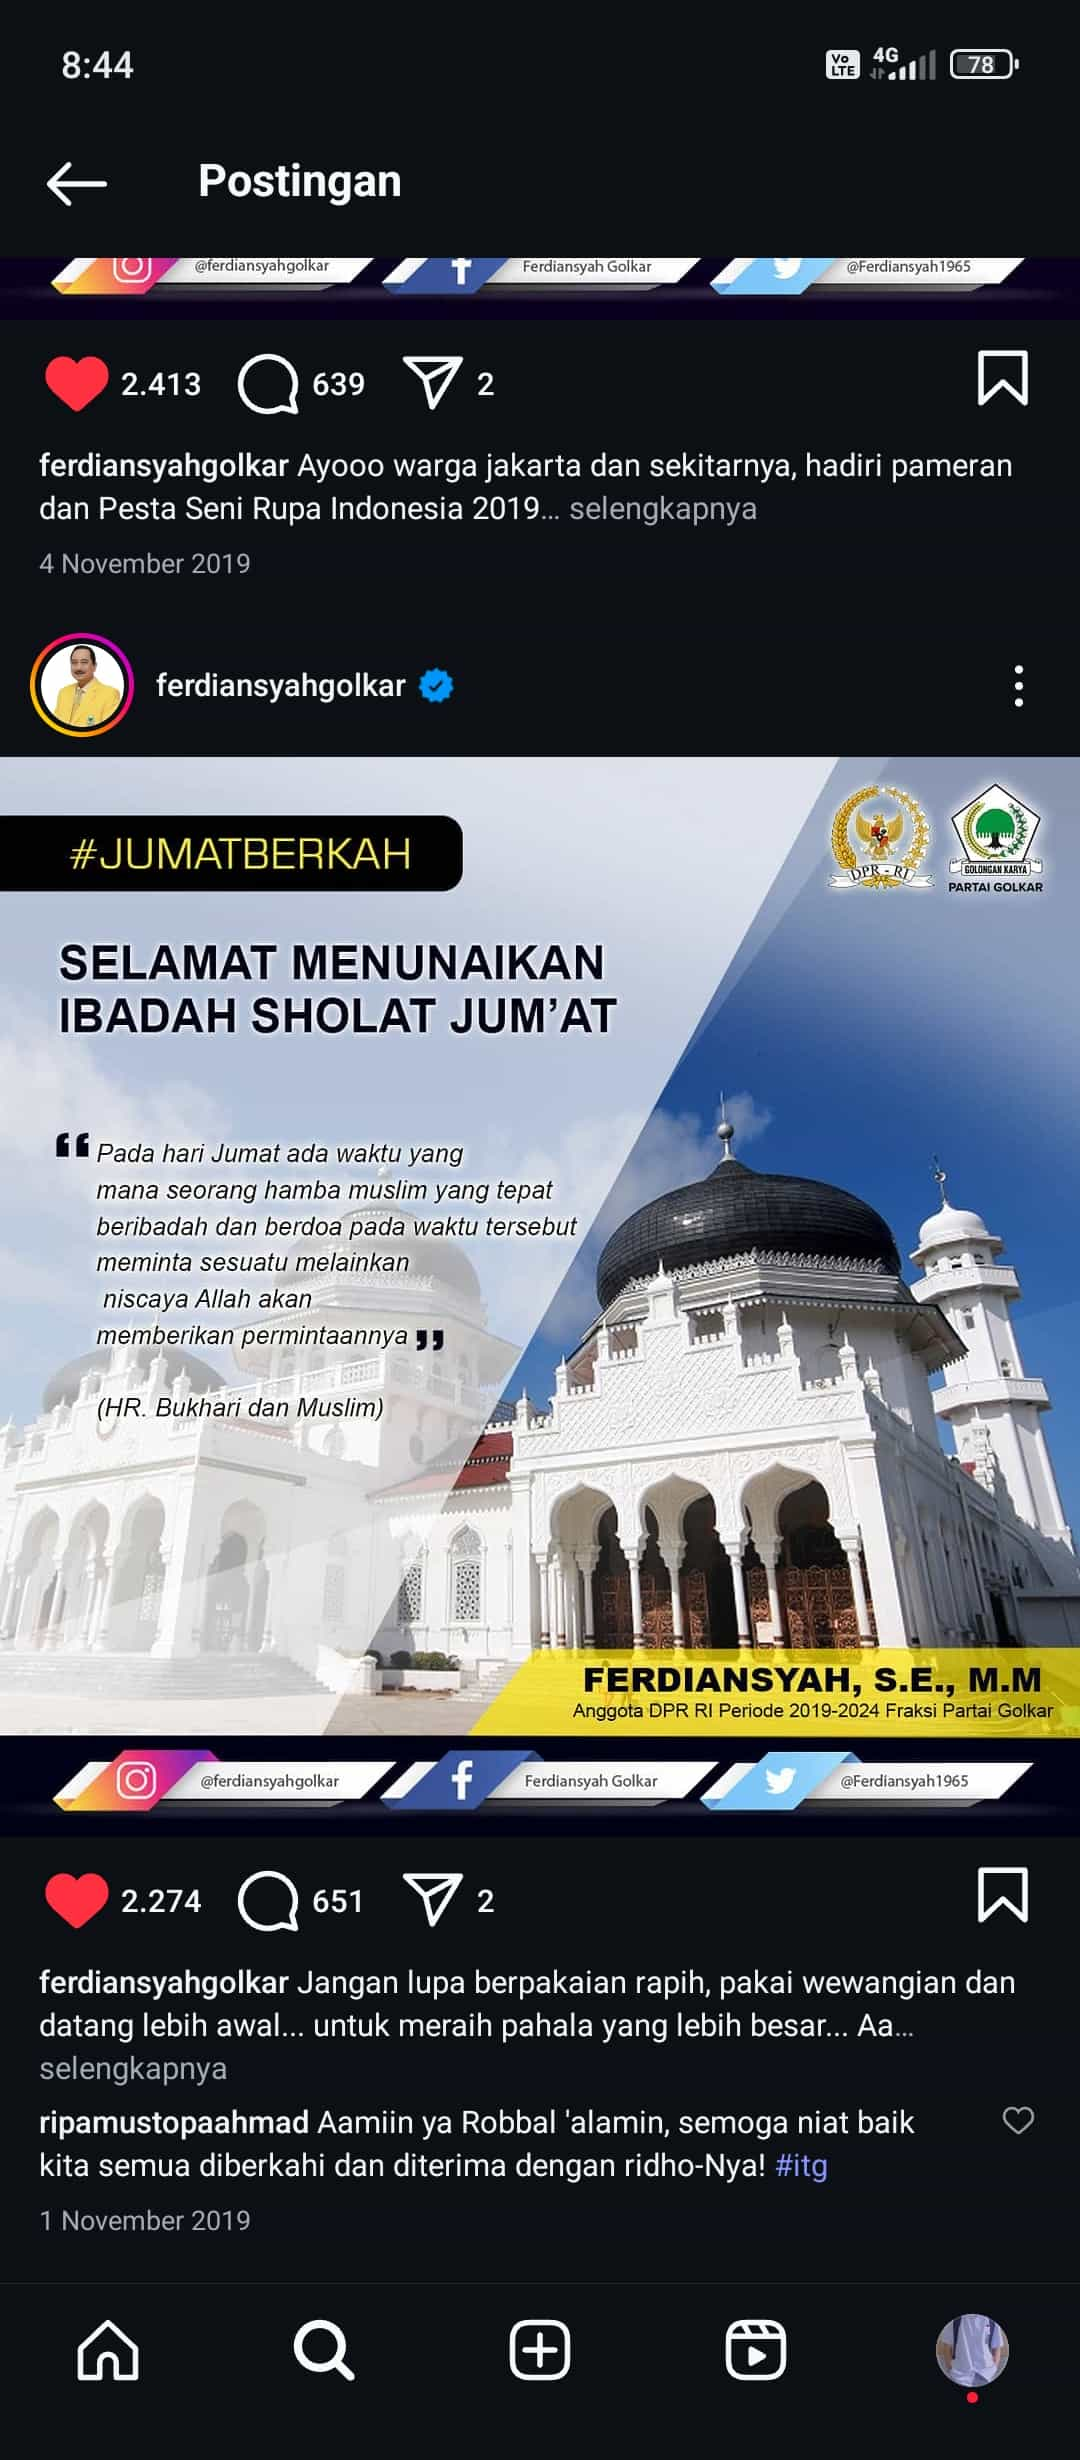 8:44
Vo LTE 4G 78
Postingan
@ferdiansyahgolkar Ferdiansyah Golkar @Ferdiansyah1965
2.413 639 2
ferdiansyahgolkar Ayooo warga jakarta dan sekitarnya, hadiri pameran
dan Pesta Seni Rupa Indonesia 2019... selengkapnya
4 November 2019
ferdiansyahgolkar
#JUMATBERKAH
DPR - RI
GOLONGAN KARYA
PARTAI GOLKAR
SELAMAT MENUNAIKAN
IBADAH SHOLAT JUM'AT
“ Pada hari Jumat ada waktu yang
mana seorang hamba muslim yang tepat
beribadah dan berdoa pada waktu tersebut
meminta sesuatu melainkan
niscaya Allah akan
memberikan permintaannya ”
(HR. Bukhari dan Muslim)
FERDIANSYAH, S.E., M.M
Anggota DPR RI Periode 2019-2024 Fraksi Partai Golkar
@ferdiansyahgolkar Ferdiansyah Golkar @Ferdiansyah1965
2.274 651 2
ferdiansyahgolkar Jangan lupa berpakaian rapih, pakai wewangian dan
datang lebih awal... untuk meraih pahala yang lebih besar... Aa...
selengkapnya
ripamustopaahmad Aamiin ya Robbal 'alamin, semoga niat baik
kita semua diberkahi dan diterima dengan ridho-Nya! #itg
1 November 2019